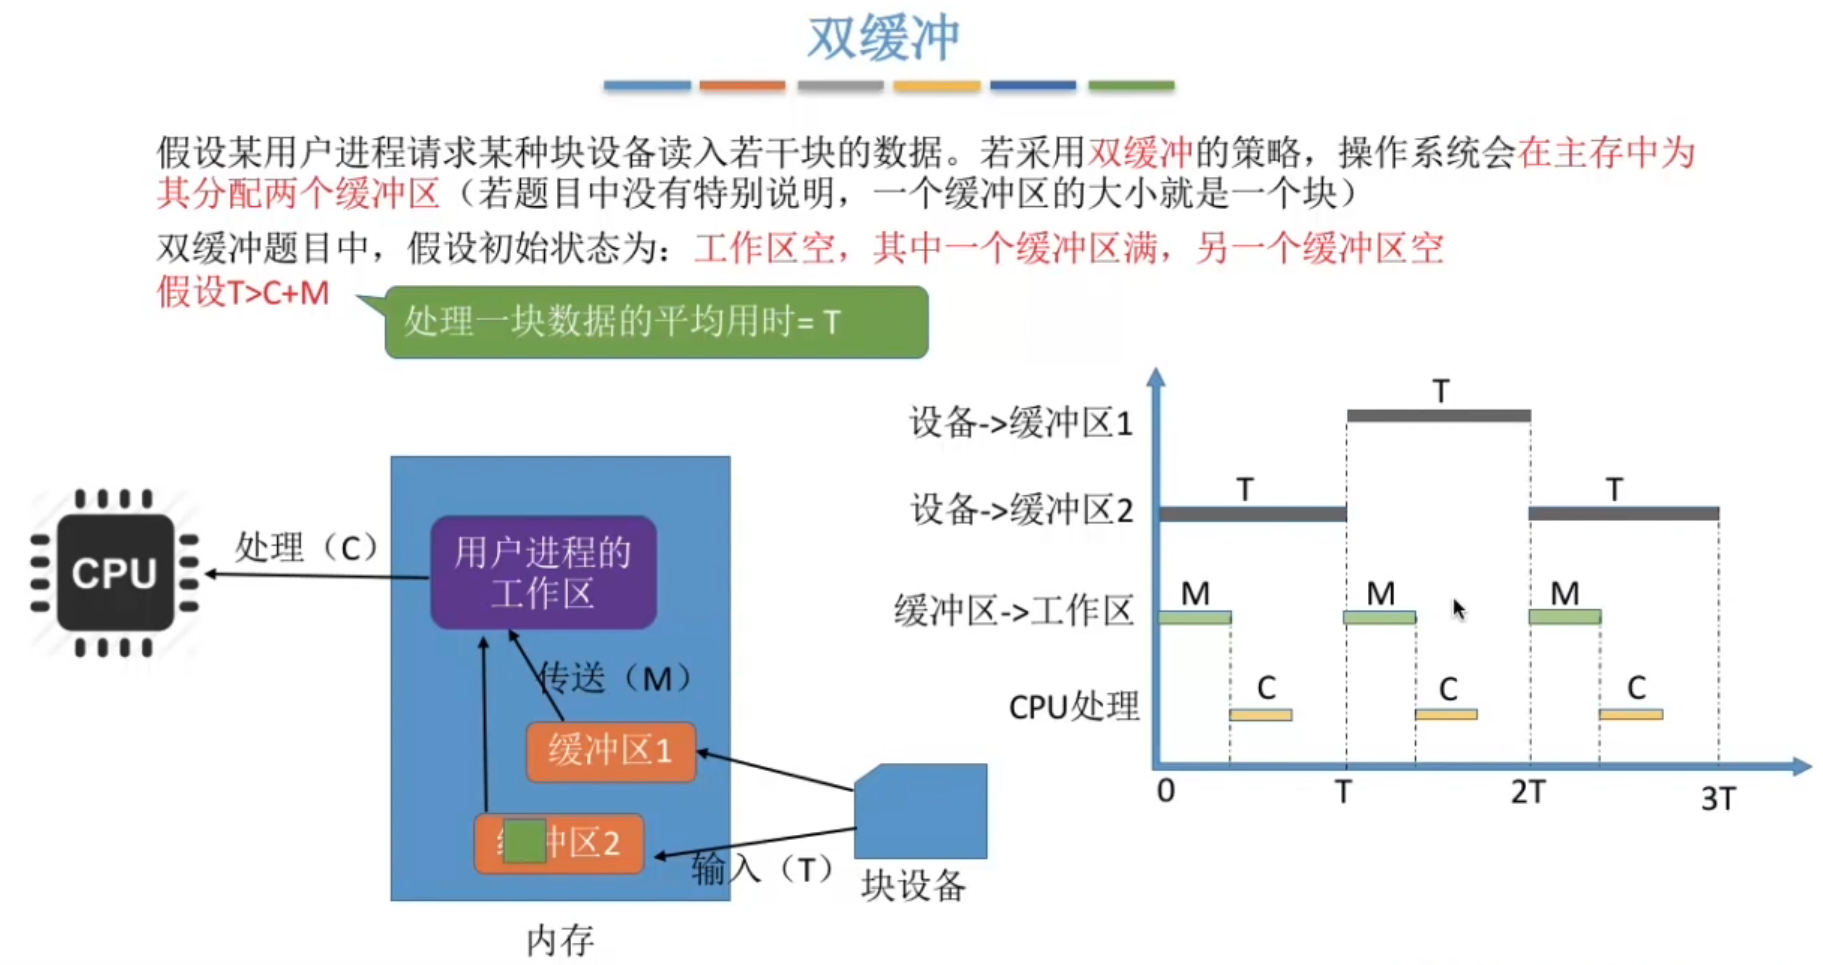 双缓冲
假设某用户进程请求某种块设备读入若干块的数据。若采用双缓冲的策略，操作系统会在主存中为
其分配两个缓冲区（若题目中没有特别说明，一个缓冲区的大小就是一个块）
双缓冲题目中，假设初始状态为：工作区空，其中一个缓冲区满，另一个缓冲区空
假设T>C+M
处理一块数据的平均用时= T
CPU
处理（C）
用户进程的
工作区
传送（M）
缓冲区1
冲区2
输入（T）
块设备
内存
设备->缓冲区1
T
设备->缓冲区2
T
T
缓冲区->工作区
M
M
M
CPU处理
C
C
C
0
T
2T
3T